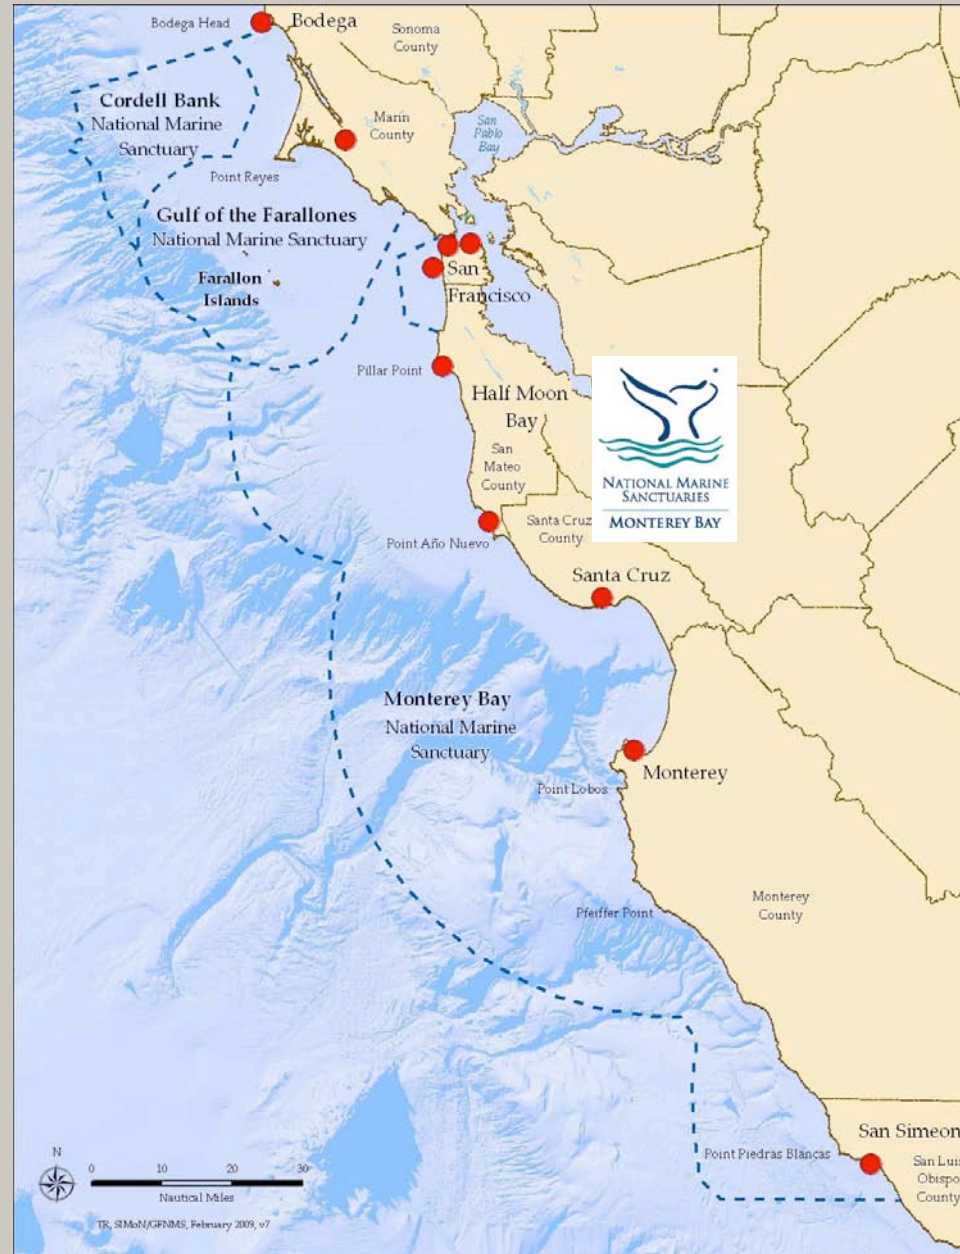 Bodega Head
Bodega
Sonoma
County
Cordell Bank
National Marine
Sanctuary
Marin
County
San
Pablo
Bay
Point Reyes
Gulf of the Farallones
National Marine Sanctuary
Farallon
Islands
San
Francisco
Pillar Point
Half Moon
Bay
San
Mateo
County
NATIONAL MARINE
SANCTUARIES
MONTEREY BAY
Point Año Nuevo
Santa Cruz
County
Santa Cruz
Monterey Bay
National Marine
Sanctuary
Monterey
Point Lobos
Monterey
County
Pfeiffer Point
San Simeon
Point Piedras Blancas
San Luis
Obispo
County
N
0 10 20 30
Nautical Miles
TR, SIMoN/GFNMS, February 2009, v7